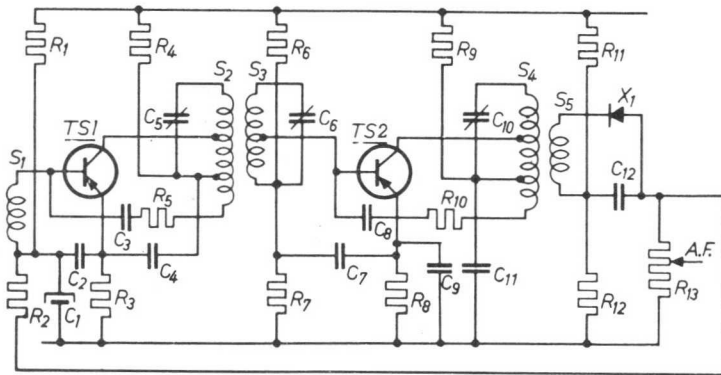 R1
R4
R6
R9
R11
S2
S3
S4
S5
X1
TS1
C5
C6
TS2
C10
C12
S1
R5
R10
C3
C8
A.F.
C2
C4
C7
C9
C11
R2
C1
R3
R7
R8
R12
R13